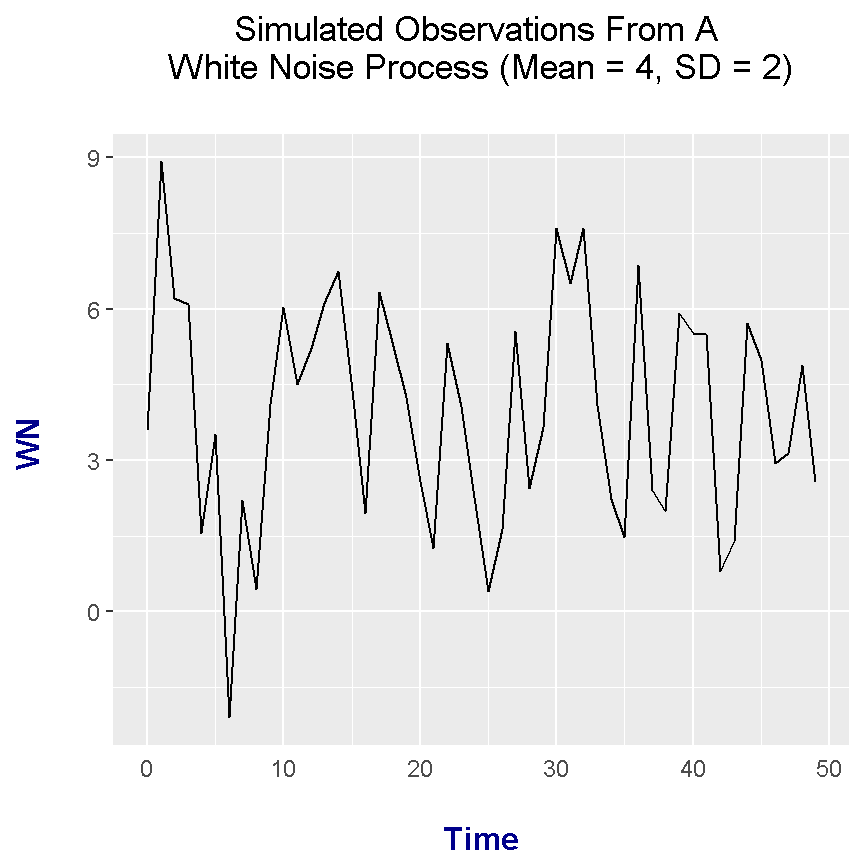 Simulated Observations From A
White Noise Process (Mean = 4, SD = 2)
9
6
3
0
WN
0 10 20 30 40 50
Time